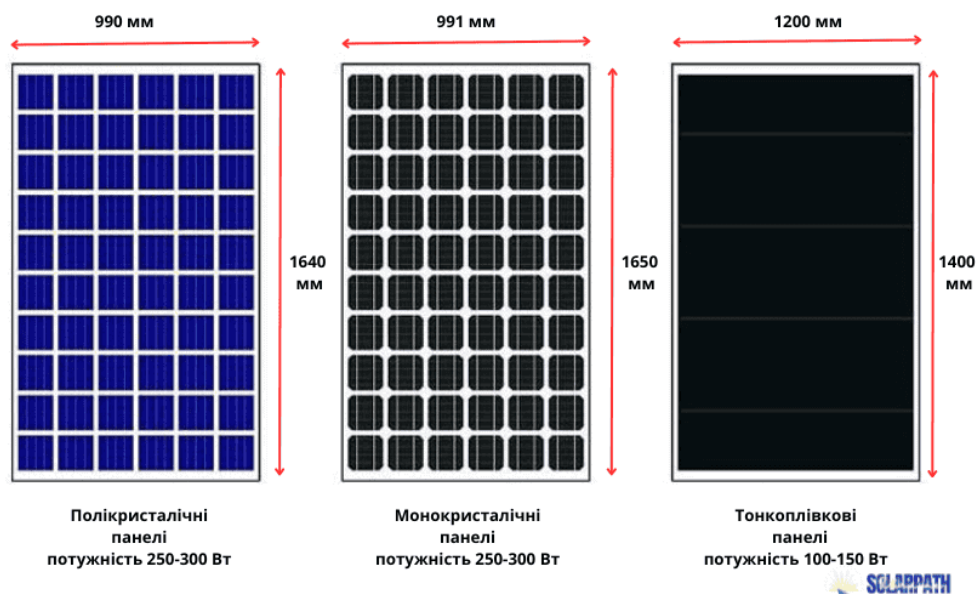 990 мм
991 мм
1200 мм
1640
мм
1650
мм
1400
мм
Полікристалічні
панелі
потужність 250-300 Вт
Монокристалічні
панелі
потужність 250-300 Вт
Тонкоплівкові
панелі
потужність 100-150 Вт
SOLARPATH